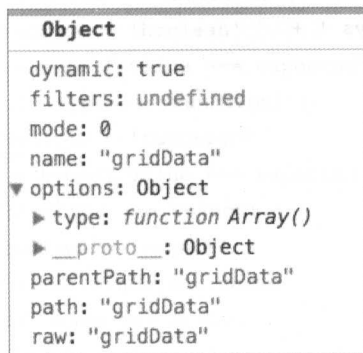 Object
dynamic: true
filters: undefined
mode: 0
name: "gridData"
▼ options: Object
▶ type: function Array()
▶ __proto__: Object
parentPath: "gridData"
path: "gridData"
raw: "gridData"